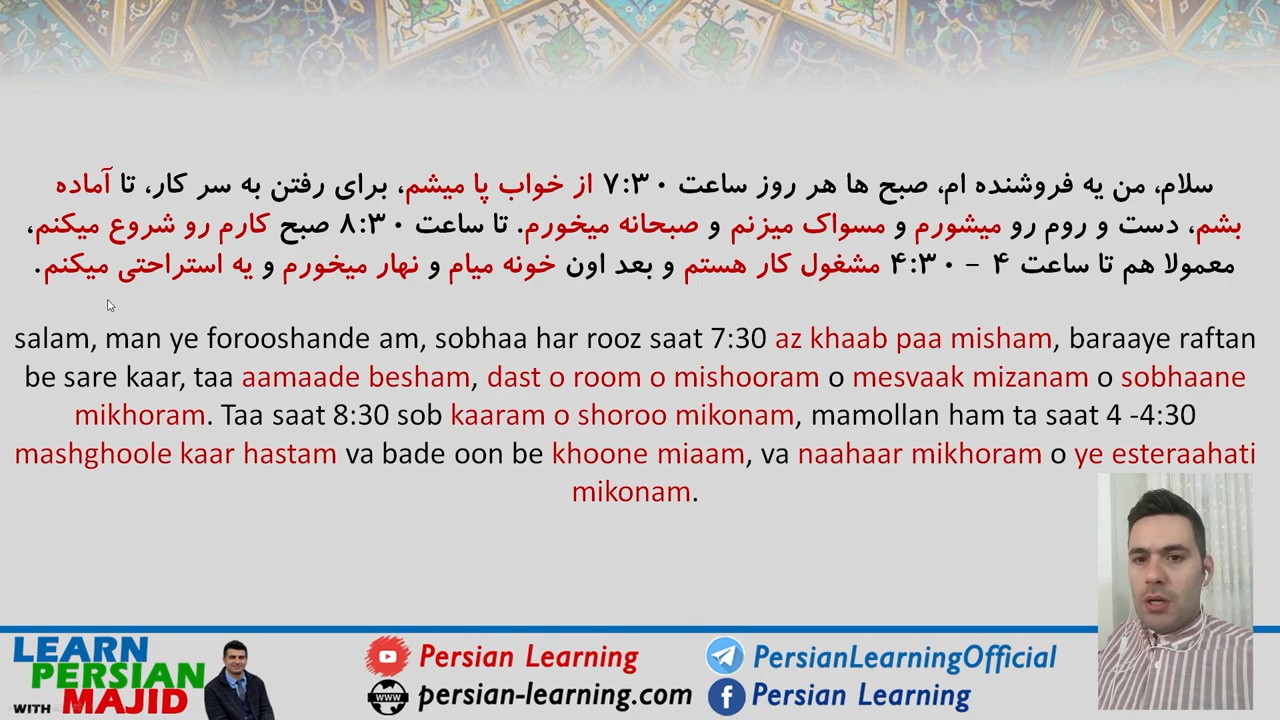 سلام، من یه فروشنده ام، صبح ها هر روز ساعت ۷:۳۰ از خواب پا میشم، برای رفتن به سر کار، تا آماده
بشم، دست و روم رو میشورم و مسواک میزنم و صبحانه میخورم. تا ساعت ۸:۳۰ صبح کارم رو شروع میکنم،
معمولا هم تا ساعت ۴ – ۴:۳۰ مشغول کار هستم و بعد اون خونه میام و نهار میخورم و یه استراحتی میکنم.
salam, man ye forooshande am, sobhaa har rooz saat 7:30 az khaab paa misham, baraaye raftan
be sare kaar, taa aamaade besham, dast o room o mishooram o mesvaak mizanam o sobhaane
mikhoram. Taa saat 8:30 sob kaaram o shoroo mikonam, mamollan ham ta saat 4 -4:30
mashghoole kaar hastam va bade oon be khoone miaam, va naahaar mikhoram o ye esteraahati
mikonam.
LEARN
PERSIAN
WITH MAJID
Persian Learning
PersianLearningOfficial
www persian-learning.com
Persian Learning